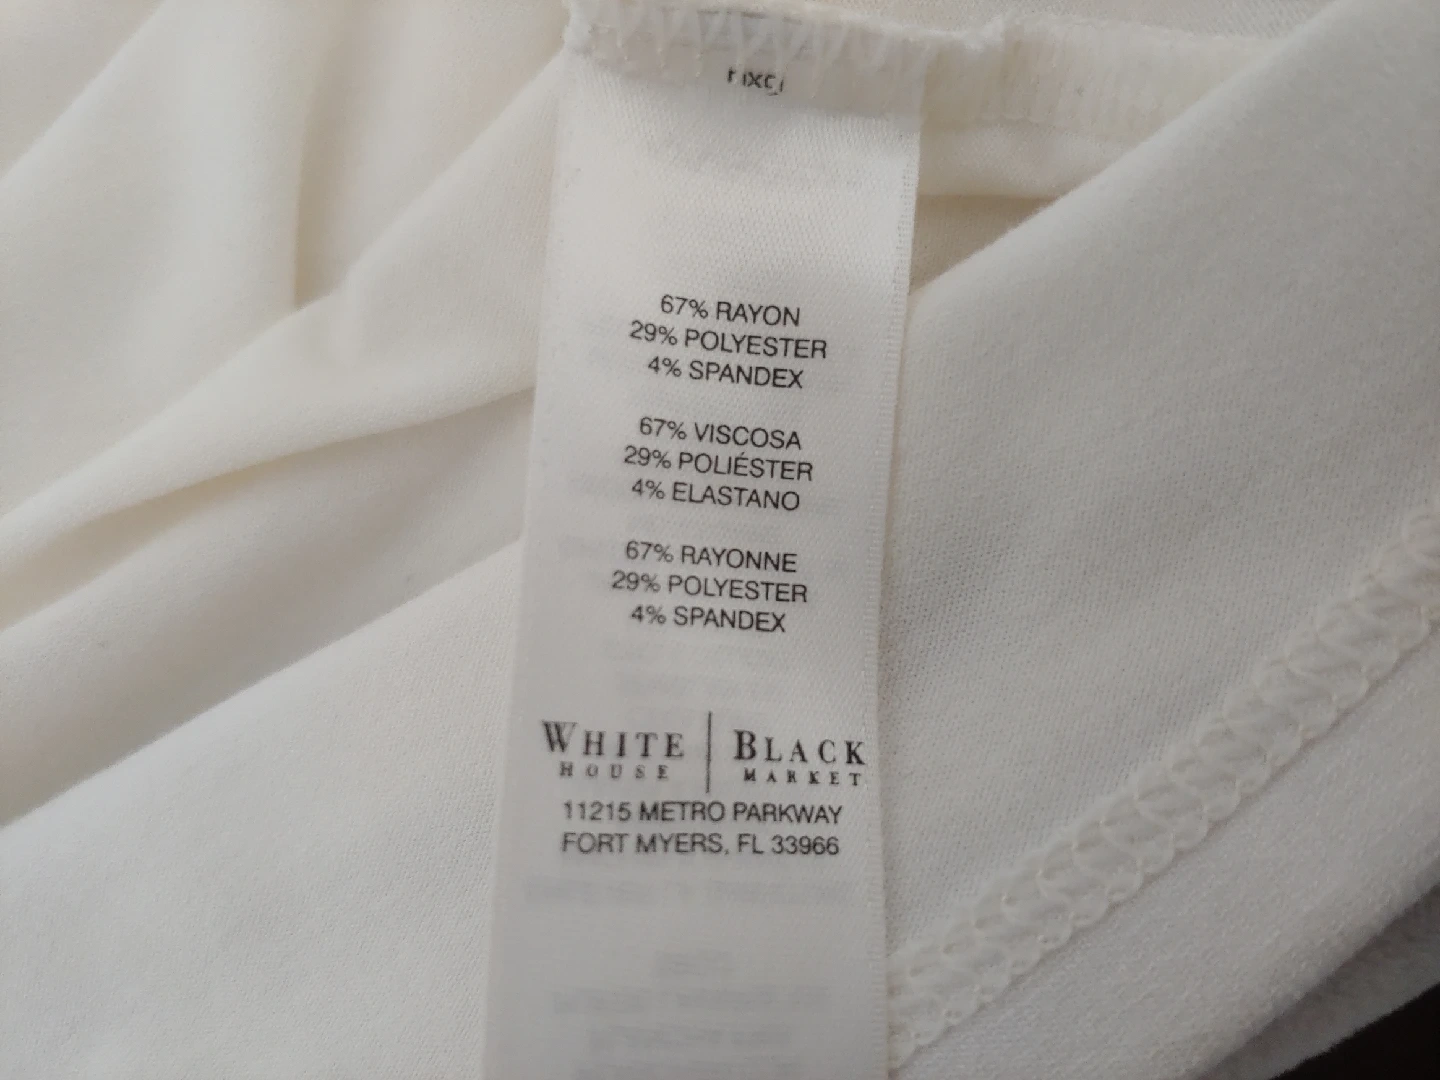 67% RAYON
29% POLYESTER
4% SPANDEX
67% VISCOSA
29% POLIÉSTER
4% ELASTANO
67% RAYONNE
29% POLYESTER
4% SPANDEX
WHITE HOUSE | BLACK MARKET
11215 METRO PARKWAY
FORT MYERS, FL 33966